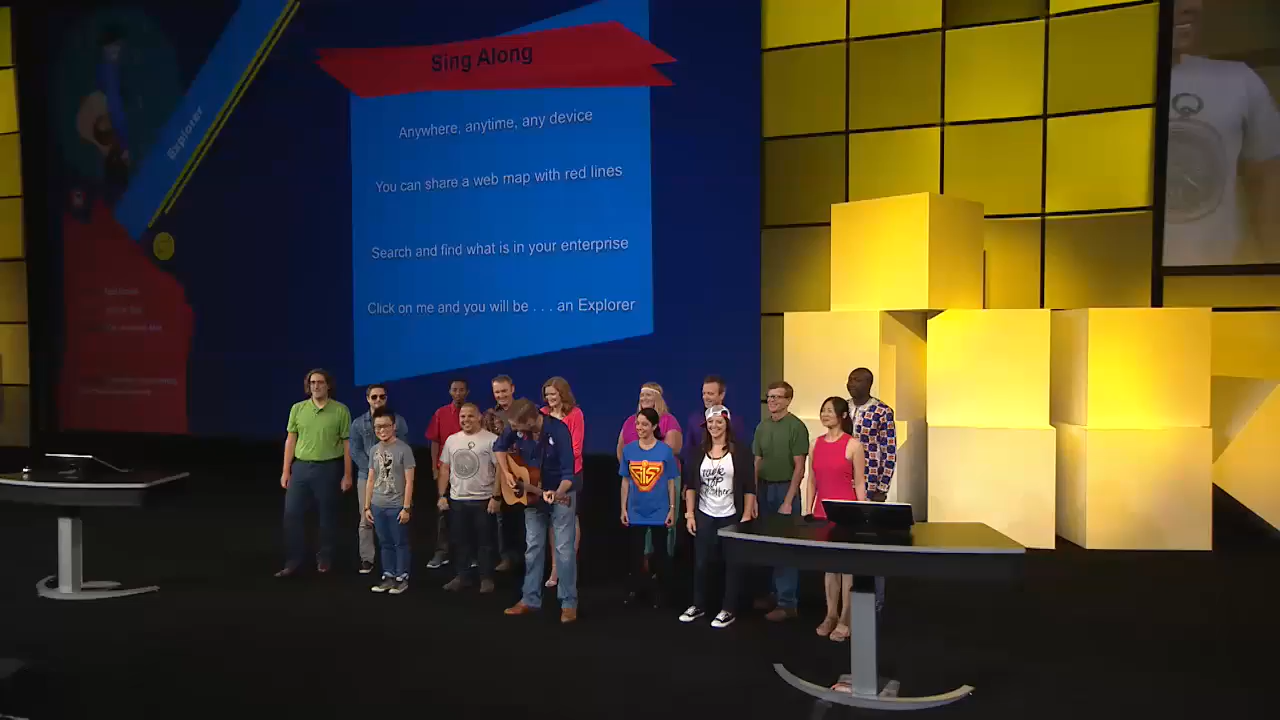 Sing Along
Anywhere, anytime, any device
You can share a web map with red lines
Search and find what is in your enterprise
Click on me and you will be . . . an Explorer
Explorer
GIS